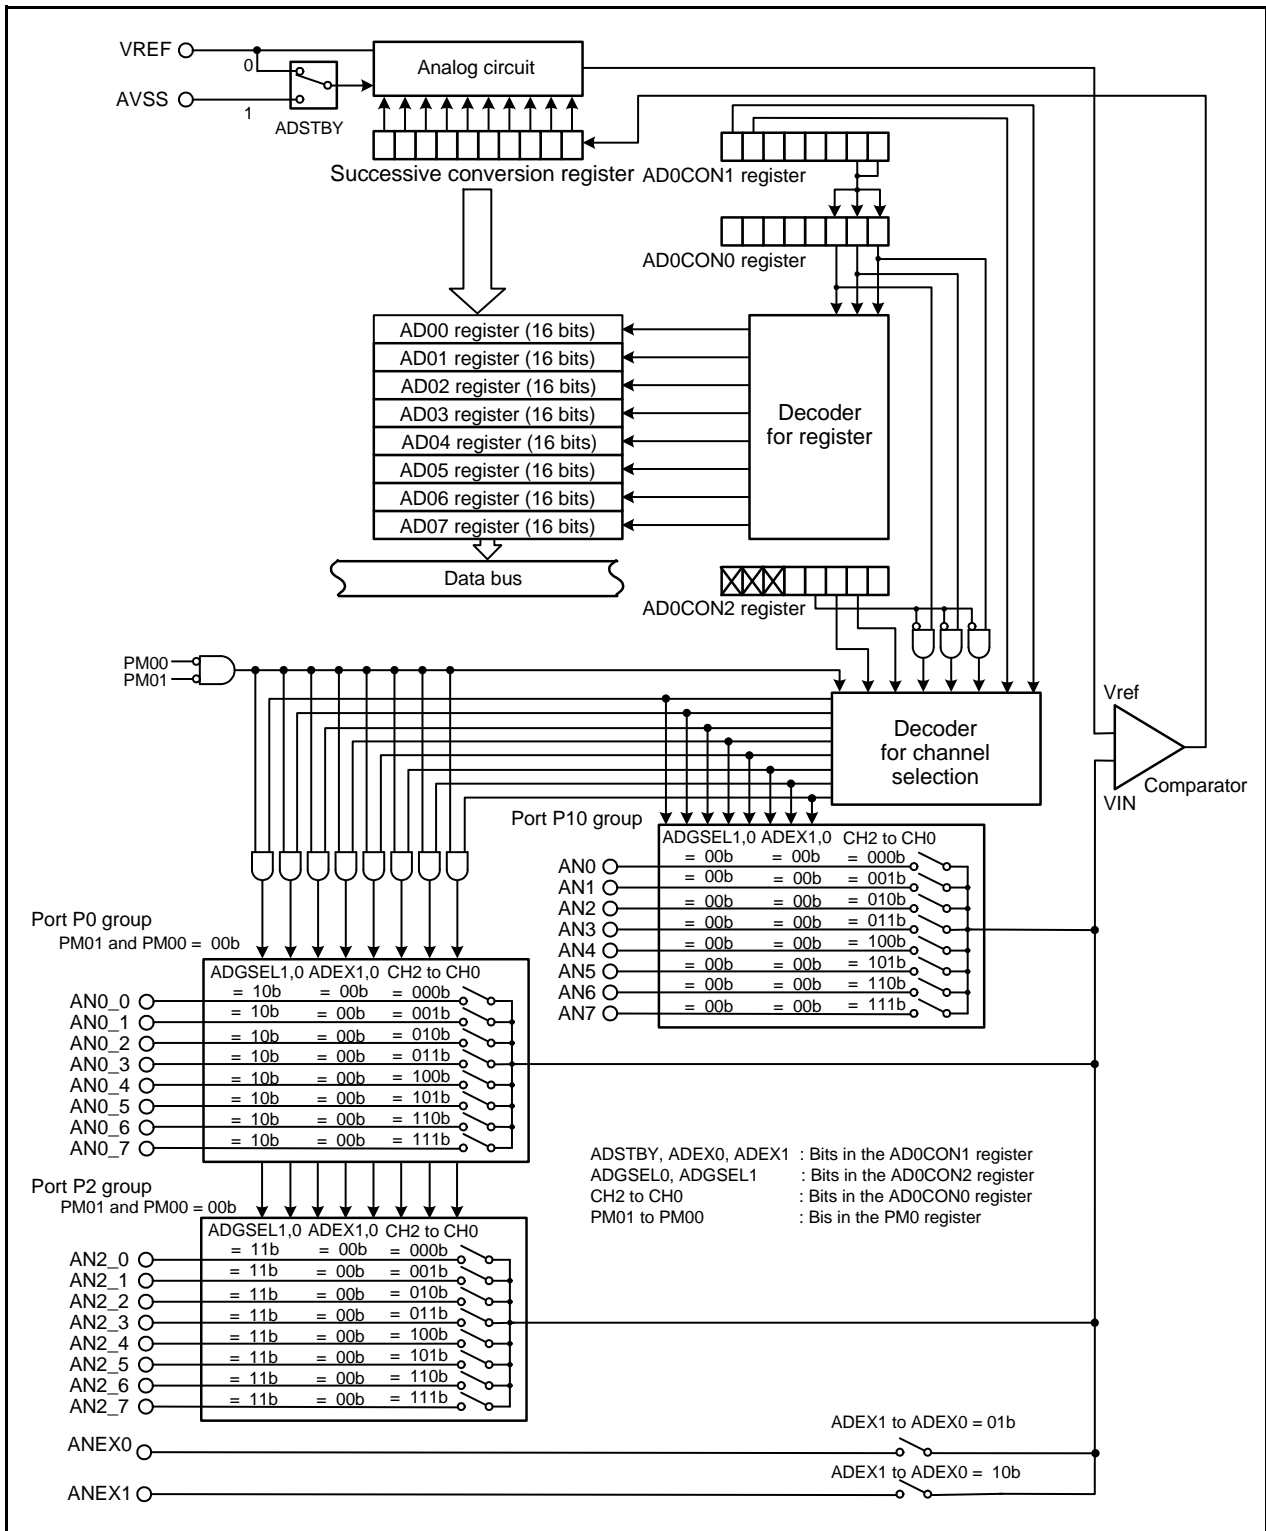 VREF
0
Analog circuit
AVSS
1
ADSTBY
Successive conversion register
AD0CON1 register
AD0CON0 register
AD00 register (16 bits)
AD01 register (16 bits)
AD02 register (16 bits)
AD03 register (16 bits)
AD04 register (16 bits)
AD05 register (16 bits)
AD06 register (16 bits)
AD07 register (16 bits)
Decoder
for register
Data bus
AD0CON2 register
PM00
PM01
Decoder
for channel
selection
Vref
VIN
Comparator
Port P10 group
ADGSEL1,0 ADEX1,0 CH2 to CH0
AN0 = 00b = 00b = 000b
AN1 = 00b = 00b = 001b
AN2 = 00b = 00b = 010b
AN3 = 00b = 00b = 011b
AN4 = 00b = 00b = 100b
AN5 = 00b = 00b = 101b
AN6 = 00b = 00b = 110b
AN7 = 00b = 00b = 111b
Port P0 group
PM01 and PM00 = 00b
ADGSEL1,0 ADEX1,0 CH2 to CH0
AN0_0 = 10b = 00b = 000b
AN0_1 = 10b = 00b = 001b
AN0_2 = 10b = 00b = 010b
AN0_3 = 10b = 00b = 011b
AN0_4 = 10b = 00b = 100b
AN0_5 = 10b = 00b = 101b
AN0_6 = 10b = 00b = 110b
AN0_7 = 10b = 00b = 111b
ADSTBY, ADEX0, ADEX1 : Bits in the AD0CON1 register
ADGSEL0, ADGSEL1 : Bits in the AD0CON2 register
CH2 to CH0 : Bits in the AD0CON0 register
PM01 to PM00 : Bis in the PM0 register
Port P2 group
PM01 and PM00 = 00b
ADGSEL1,0 ADEX1,0 CH2 to CH0
AN2_0 = 11b = 00b = 000b
AN2_1 = 11b = 00b = 001b
AN2_2 = 11b = 00b = 010b
AN2_3 = 11b = 00b = 011b
AN2_4 = 11b = 00b = 100b
AN2_5 = 11b = 00b = 101b
AN2_6 = 11b = 00b = 110b
AN2_7 = 11b = 00b = 111b
ADEX1 to ADEX0 = 01b
ANEX0
ADEX1 to ADEX0 = 10b
ANEX1